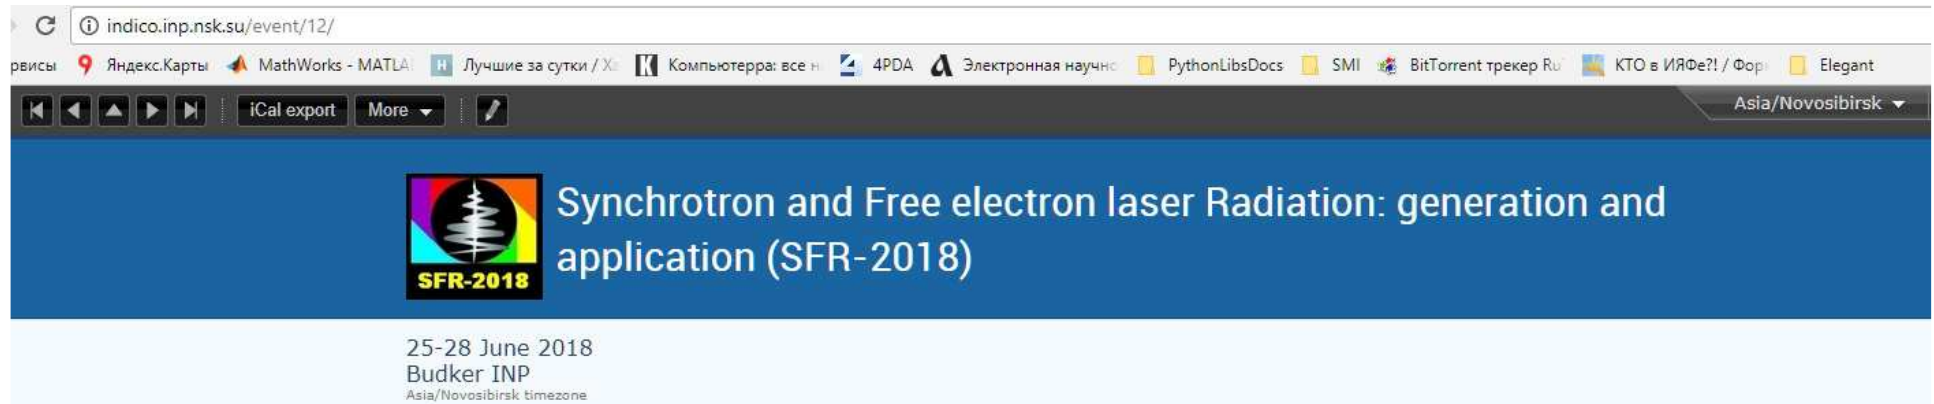 indico.inp.nsk.su/event/12/
рвисы Яндекс.Карты MathWorks - MATLA Лучшие за сутки / Ха Компьютерра: все н 4PDA Электронная научно PythonLibsDocs SMI BitTorrent трекер Ru КТО в ИЯФе?! / Фор Elegant
iCal export More Asia/Novosibirsk
SFR-2018
Synchrotron and Free electron laser Radiation: generation and
application (SFR-2018)
25-28 June 2018
Budker INP
Asia/Novosibirsk timezone